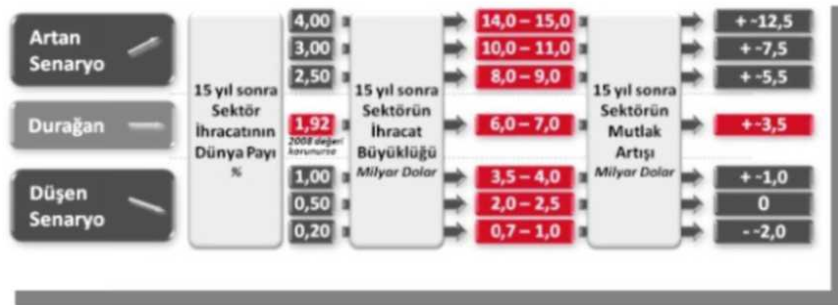 Artan
Senaryo
Durağan
Düşen
Senaryo
15 yıl sonra
Sektör
İhracatının
Dünya Payı
%
4,00
3,00
2,50
1,92
2008 değeri
korunursa
1,00
0,50
0,20
15 yıl sonra
Sektörün
İhracat
Büyüklüğü
Milyar Dolar
14,0 – 15,0
10,0 – 11,0
8,0 – 9,0
6,0 – 7,0
3,5 – 4,0
2,0 – 2,5
0,7 – 1,0
15 yıl sonra
Sektörün
Mutlak
Artışı
Milyar Dolar
+ ~12,5
+ ~7,5
+ ~5,5
+~3,5
+ ~1,0
0
- ~2,0